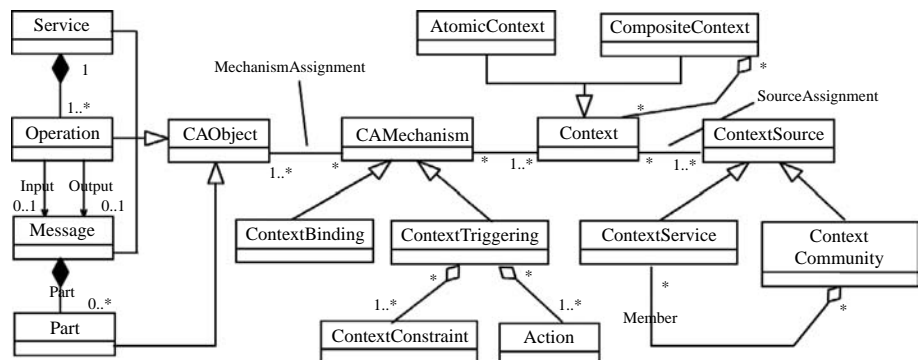 Service
AtomicContext
CompositeContext
1
MechanismAssignment
*
*
SourceAssignment
1..*
Operation
CAObject
CAMechanism
Context
ContextSource
1..*
*
*
1..*
*
1..*
Input
Output
0..1
0..1
Message
ContextBinding
ContextTriggering
ContextService
Context
Community
*
*
*
*
Part
0..*
1..*
1..*
Member
Part
ContextConstraint
Action